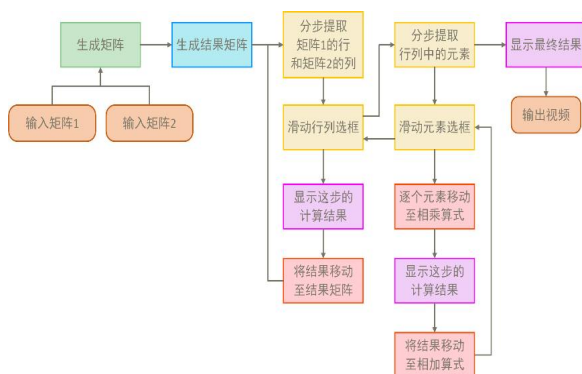 生成矩阵
生成结果矩阵
分步提取
矩阵1的行
和矩阵2的列
分步提取
行列中的元素
显示最终结果
输入矩阵1
输入矩阵2
滑动行列选框
滑动元素选框
输出视频
显示这步的
计算结果
逐个元素移动
至相乘算式
将结果移动
至结果矩阵
显示这步的
计算结果
将结果移动
至相加算式